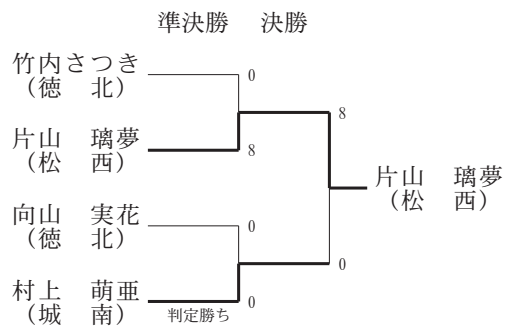 準決勝　決勝
竹内さつき
（徳　北）
0
8
片山　璃夢
（松　西）
8
片山　璃夢
（松　西）
向山　実花
（徳　北）
0
0
村上　萌亜
（城　南）
0
判定勝ち